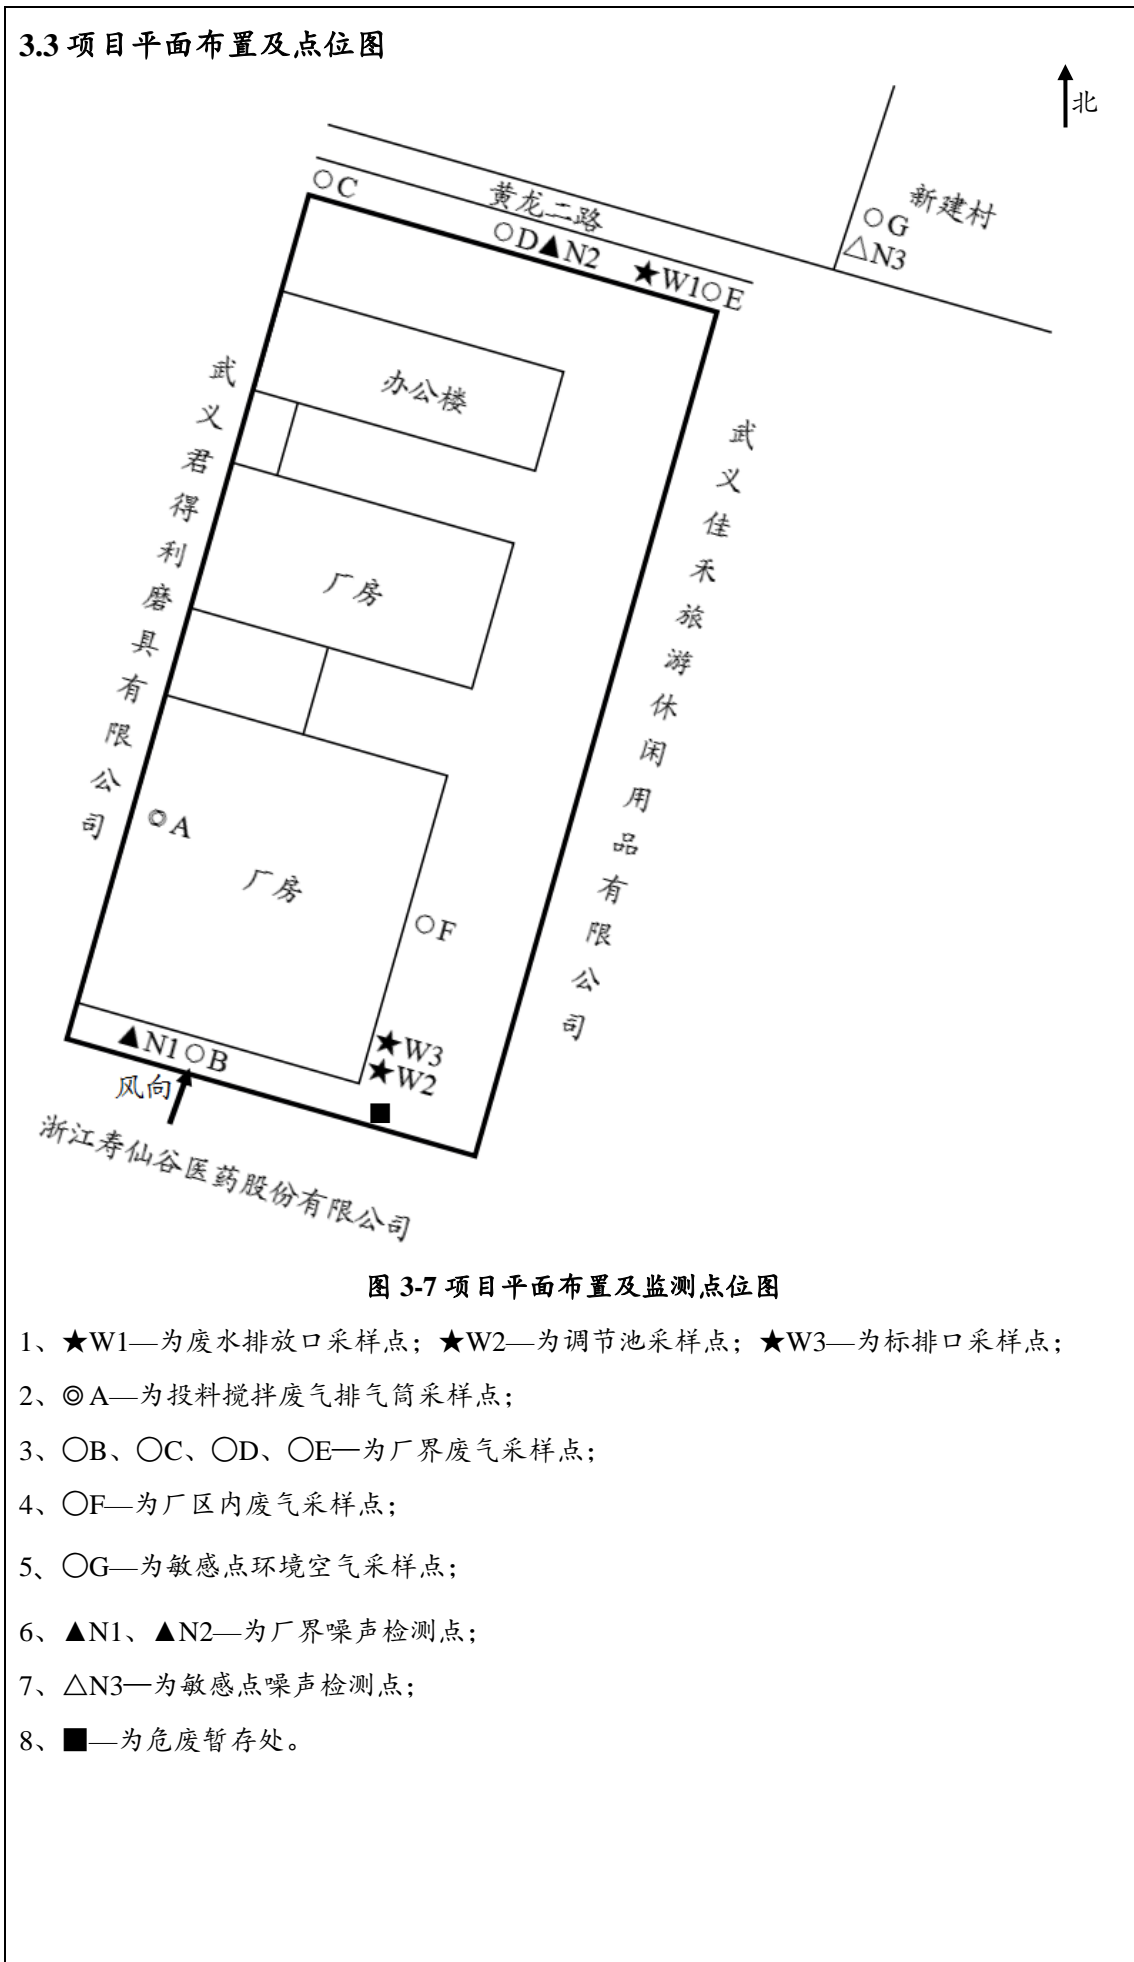 3.3 项目平面布置及点位图
北
新建村
黄龙二路
○C
○G
△N3
○D▲N2
★W1○E
办公楼
武义君得利磨具有限公司
武义佳禾旅游休闲用品有限公司
厂房
◎A
厂房
○F
★W3
★W2
▲N1○B
风向
■
浙江寿仙谷医药股份有限公司
图 3-7 项目平面布置及监测点位图
1、★W1—为废水排放口采样点；★W2—为调节池采样点；★W3—为标排口采样点；
2、◎A—为投料搅拌废气排气筒采样点；
3、○B、○C、○D、○E—为厂界废气采样点；
4、○F—为厂区内废气采样点；
5、○G—为敏感点环境空气采样点；
6、▲N1、▲N2—为厂界噪声检测点；
7、△N3—为敏感点噪声检测点；
8、■—为危废暂存处。